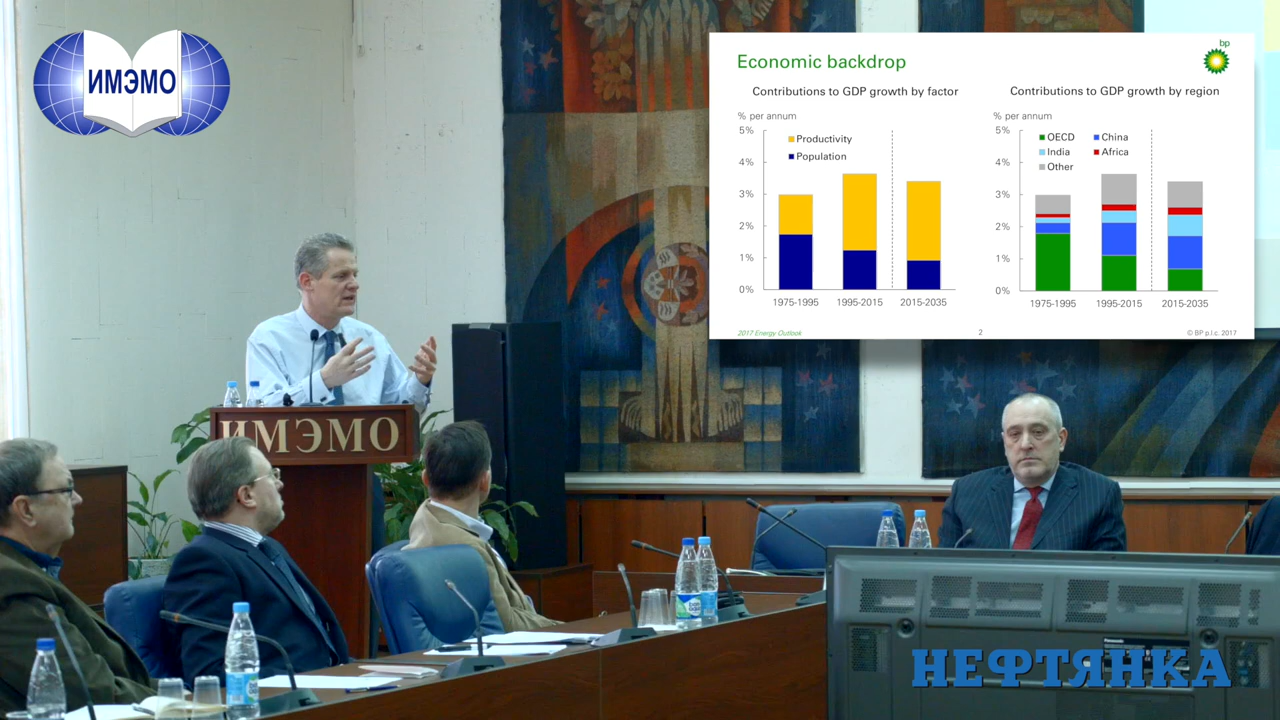 ИМЭМО
bp
Economic backdrop
Contributions to GDP growth by factor
% per annum
5%
4%
3%
2%
1%
0%
Productivity
Population
1975-1995
1995-2015
2015-2035
Contributions to GDP growth by region
% per annum
5%
4%
3%
2%
1%
0%
OECD
China
India
Africa
Other
1975-1995
1995-2015
2015-2035
2017 Energy Outlook
2
© BP p.l.c. 2017
ИМЭМО
Panasonic
НЕФТЯНКА